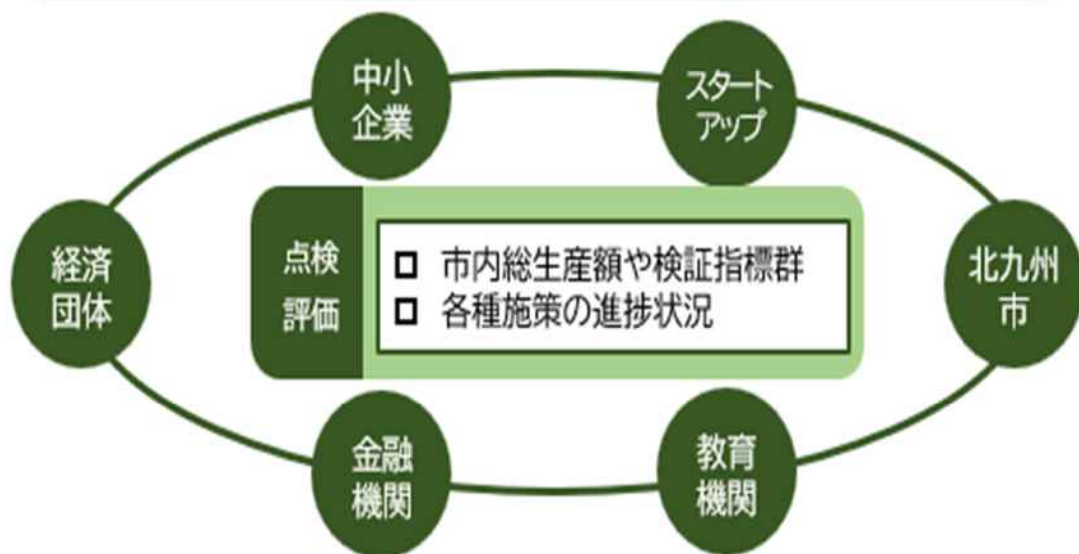 中小
企業
スタート
アップ
経済
団体
点検
評価
□ 市内総生産額や検証指標群
□ 各種施策の進捗状況
北九州
市
金融
機関
教育
機関